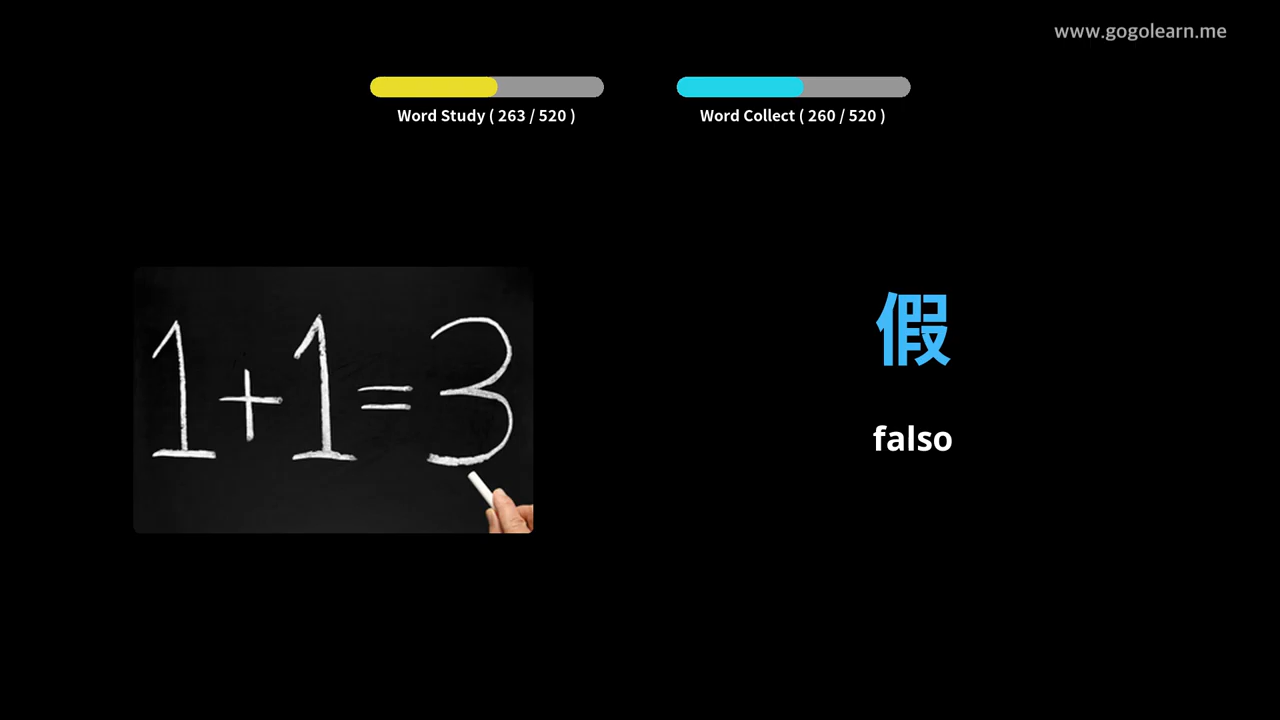 www.gogolearn.me
Word Study ( 263 / 520 )
Word Collect ( 260 / 520 )
1+1=3
假
falso